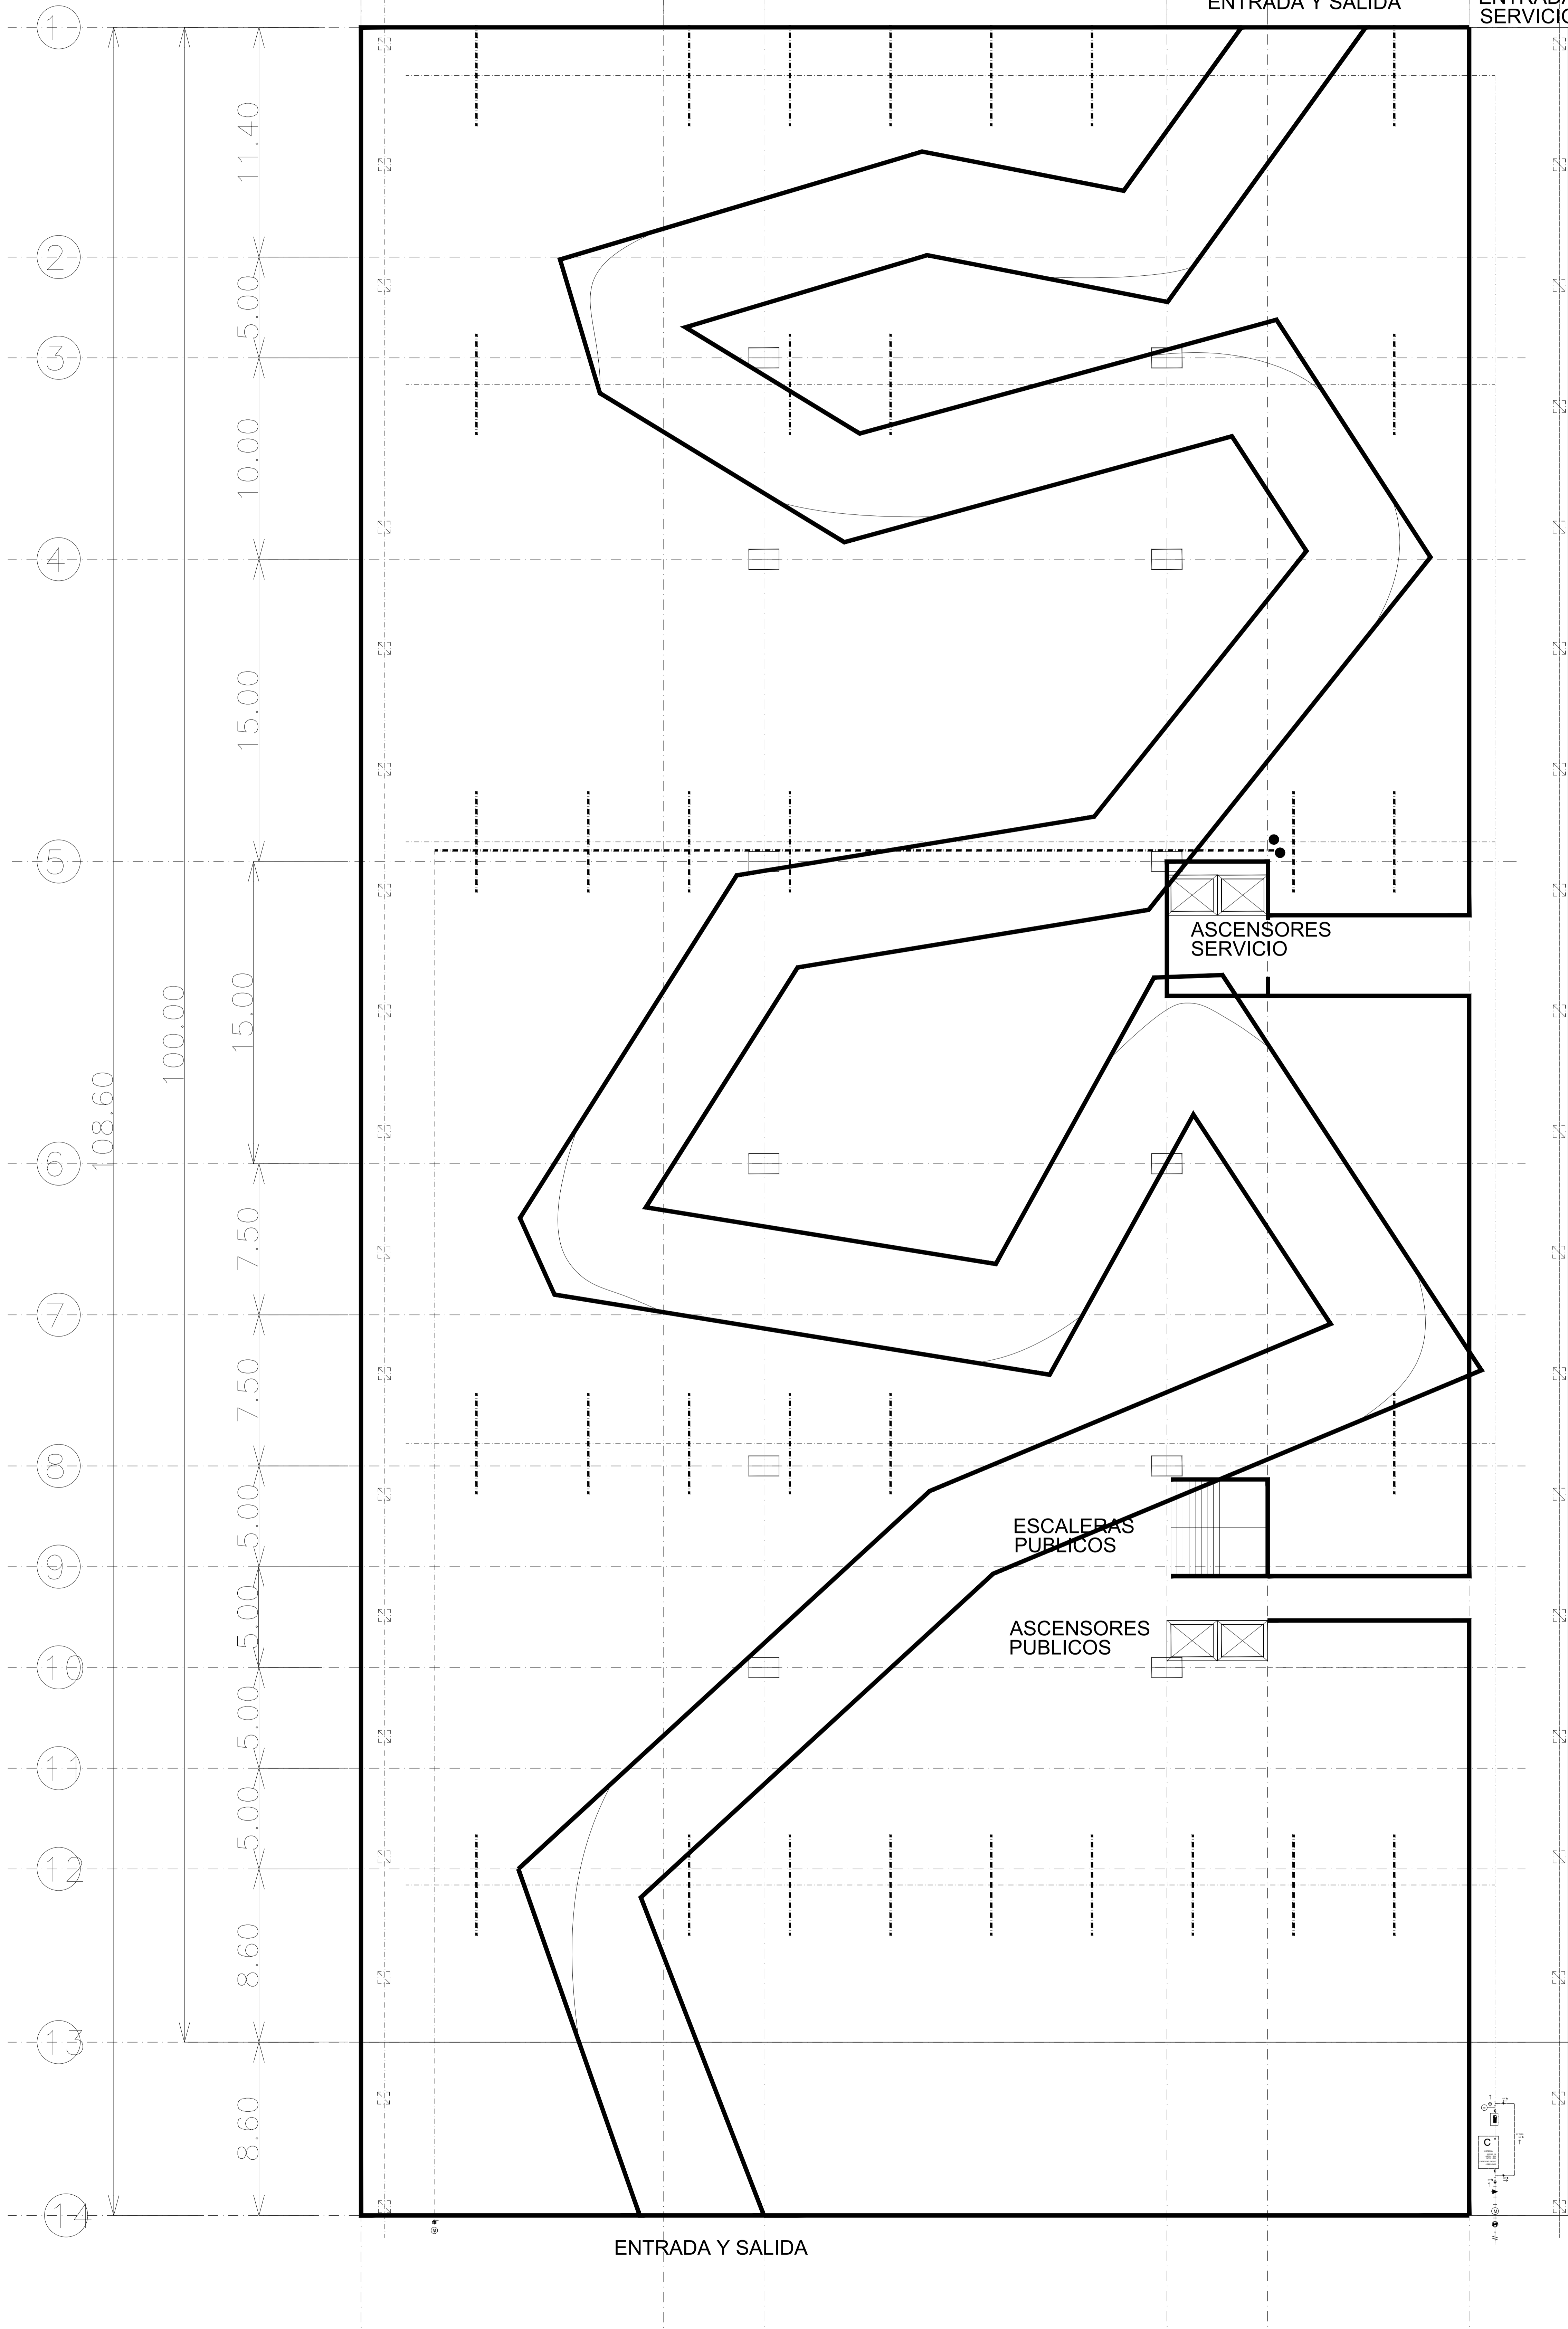 ENTRADA Y SALIDA
SERVICIO
1
11.40
2
5.00
3
10.00
4
15.00
5
ASCENSORES
SERVICIO
15.00
100.00
108.60
6
7.50
7
7.50
8
5.00
ESCALERAS
PUBLICOS
9
5.00
ASCENSORES
PUBLICOS
10
5.00
11
5.00
12
8.60
13
8.60
C
14
ENTRADA Y SALIDA